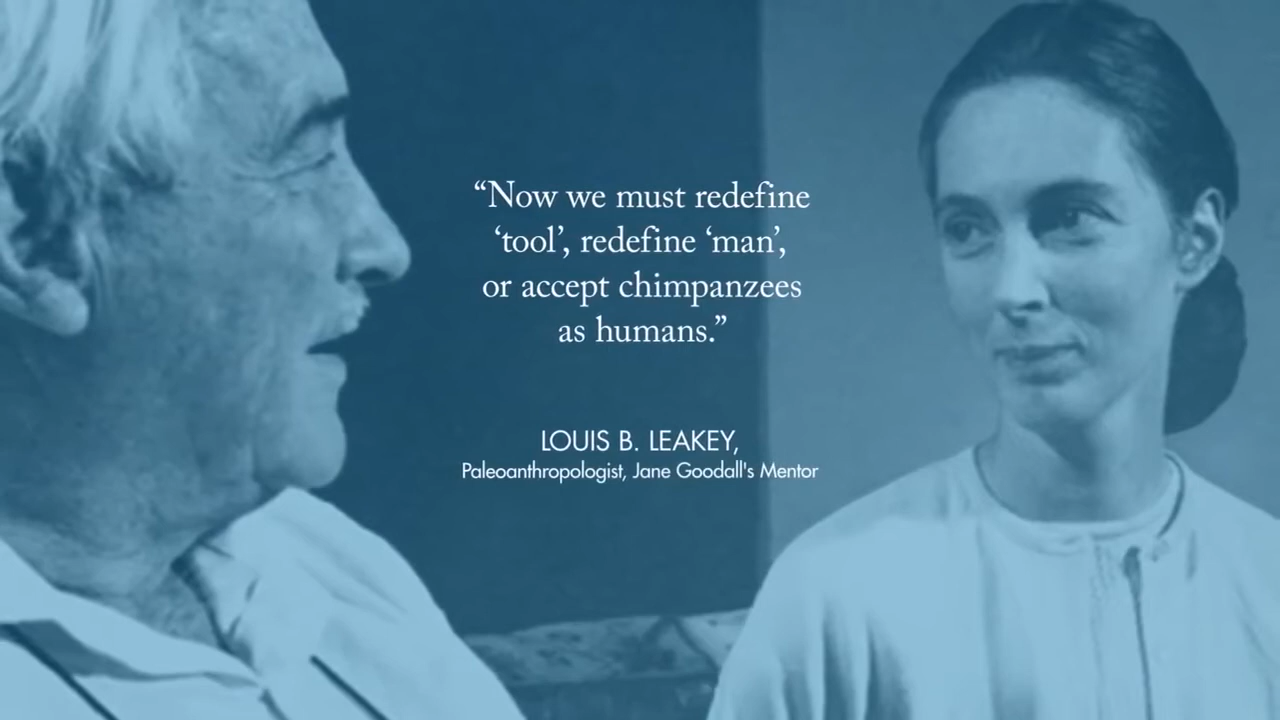 “Now we must redefine
‘tool’, redefine ‘man’,
or accept chimpanzees
as humans.”
LOUIS B. LEAKEY,
Paleoanthropologist, Jane Goodall's Mentor